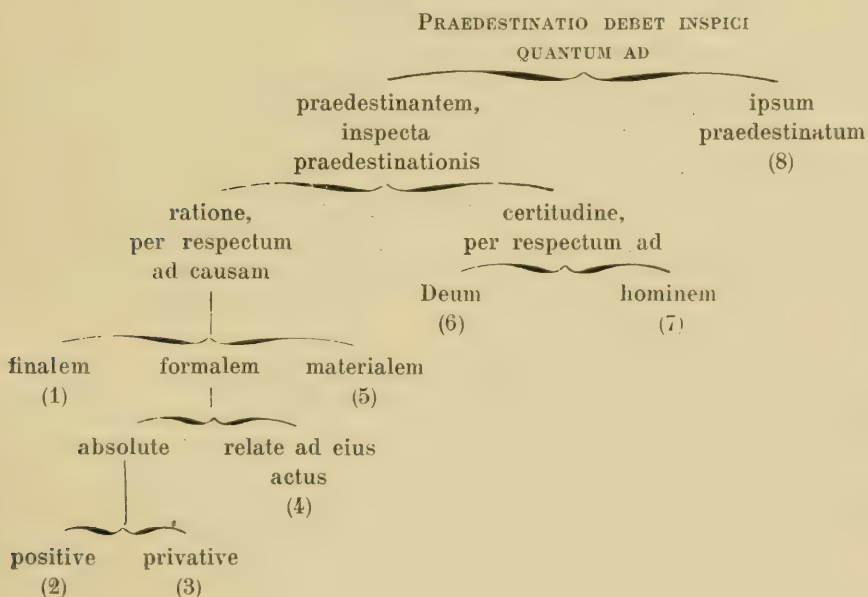 PRAEDESTINATIO DEBET INSPICI
QUANTUM AD
praedestinantem,
inspecta
praedestinationis
ipsum
praedestinatum
(8)
ratione,
per respectum
ad causam
certitudine,
per respectum ad
Deum
(6)
hominem
(7)
finalem
(1)
formalem
materialem
(5)
absolute
relate ad eius
actus
(4)
positive
(2)
privative
(3)